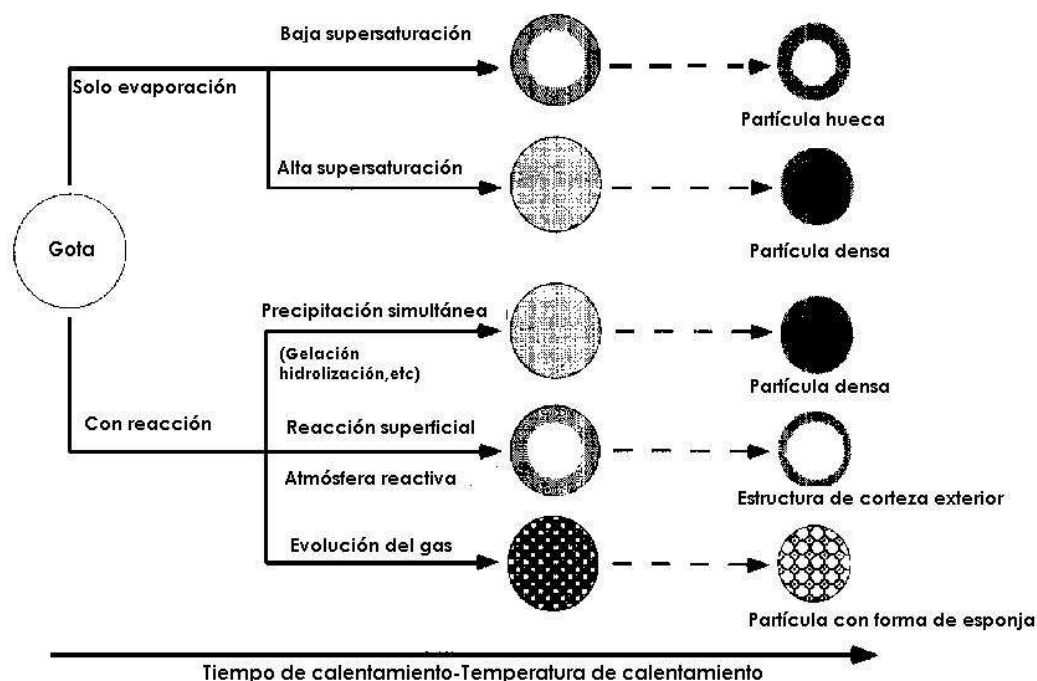 Baja supersaturación
Solo evaporación
Partícula hueca
Alta supersaturación
Gota
Partícula densa
Precipitación simultánea
(Gelación
hidrolización,etc)
Partícula densa
Con reacción
Reacción superficial
Atmósfera reactiva
Estructura de corteza exterior
Evolución del gas
Partícula con forma de esponja
Tiempo de calentamiento-Temperatura de calentamiento